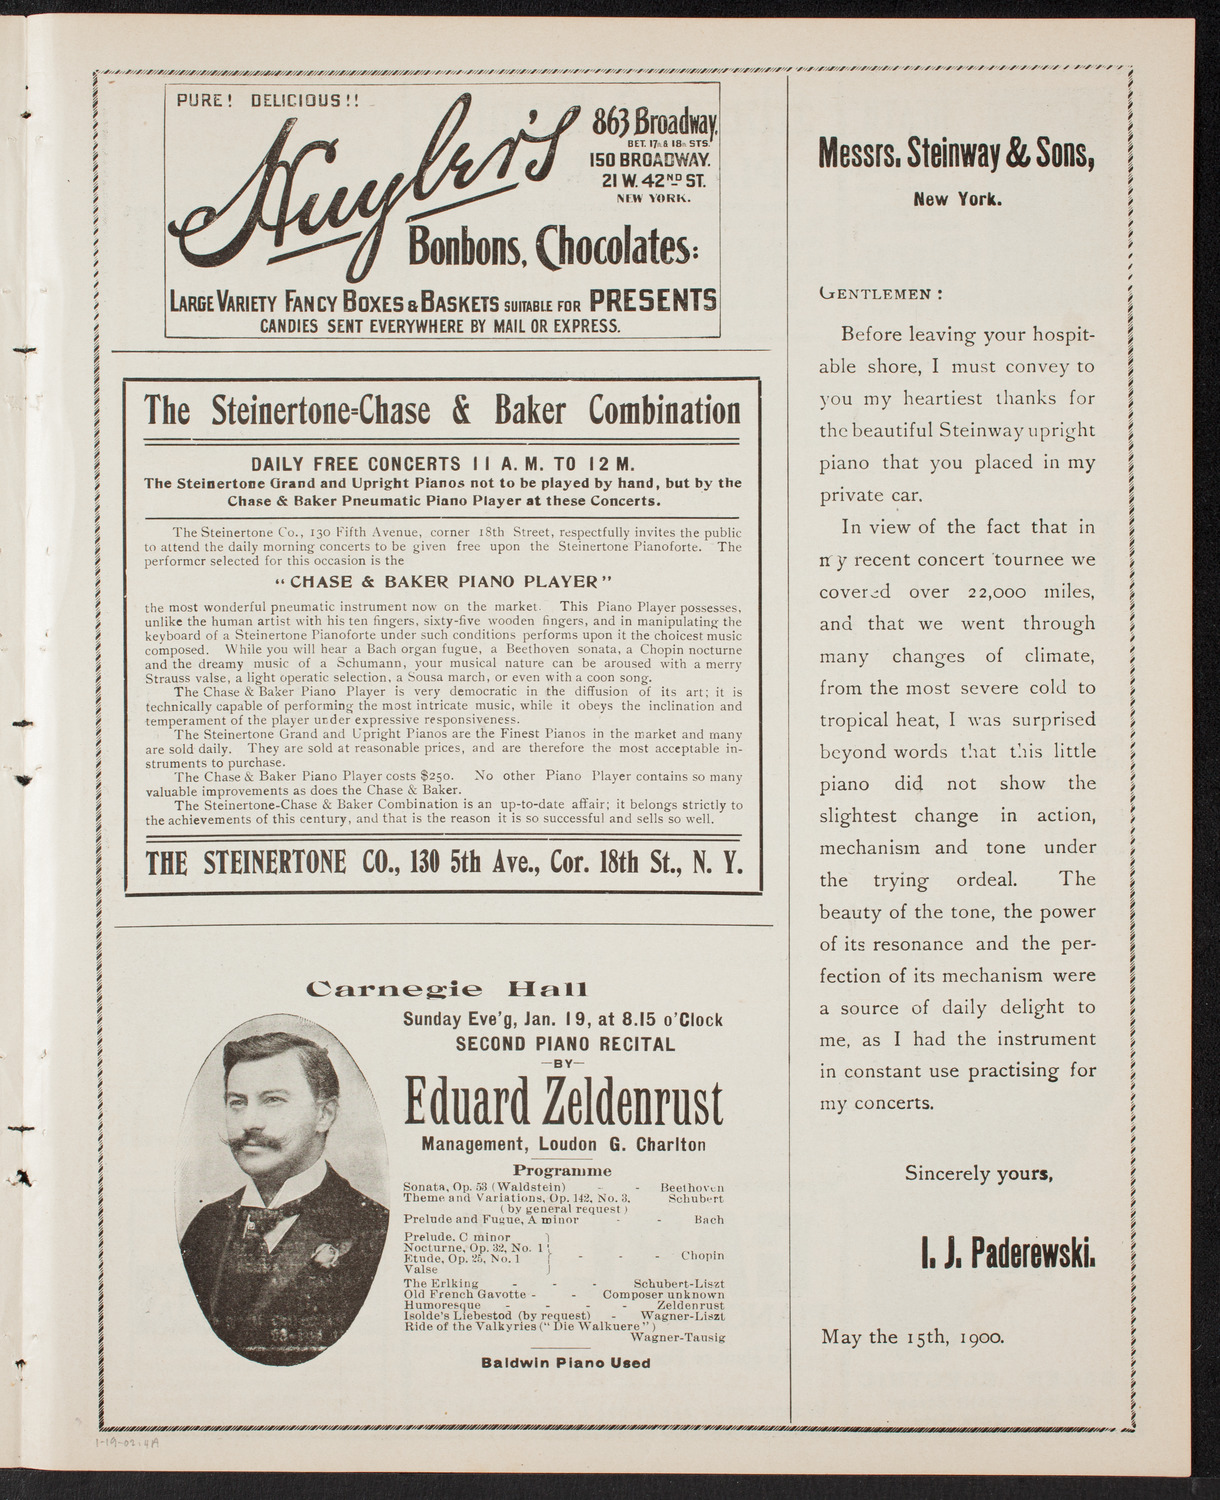 PURE! DELICIOUS!!
Huyler's
863 Broadway.
BET. 17th & 18th STS.
150 BROADWAY.
21 W. 42ND ST.
NEW YORK.
Bonbons, Chocolates:
LARGE VARIETY FANCY BOXES & BASKETS SUITABLE FOR PRESENTS
CANDIES SENT EVERYWHERE BY MAIL OR EXPRESS.
The Steinertone=Chase & Baker Combination
DAILY FREE CONCERTS 11 A. M. TO 12 M.
The Steinertone Grand and Upright Pianos not to be played by hand, but by the
Chase & Baker Pneumatic Piano Player at these Concerts.
The Steinertone Co., 130 Fifth Avenue, corner 18th Street, respectfully invites the public
to attend the daily morning concerts to be given free upon the Steinertone Pianoforte. The
performer selected for this occasion is the
"CHASE & BAKER PIANO PLAYER"
the most wonderful pneumatic instrument now on the market. This Piano Player possesses,
unlike the human artist with his ten fingers, sixty-five wooden fingers, and in manipulating the
keyboard of a Steinertone Pianoforte under such conditions performs upon it the choicest music
composed. While you will hear a Bach organ fugue, a Beethoven sonata, a Chopin nocturne
and the dreamy music of a Schumann, your musical nature can be aroused with a merry
Strauss valse, a light operatic selection, a Sousa march, or even with a coon song.
The Chase & Baker Piano Player is very democratic in the diffusion of its art; it is
technically capable of performing the most intricate music, while it obeys the inclination and
temperament of the player under expressive responsiveness.
The Steinertone Grand and Upright Pianos are the Finest Pianos in the market and many
are sold daily. They are sold at reasonable prices, and are therefore the most acceptable in-
struments to purchase.
The Chase & Baker Piano Player costs $250. No other Piano Player contains so many
valuable improvements as does the Chase & Baker.
The Steinertone-Chase & Baker Combination is an up-to-date affair; it belongs strictly to
the achievements of this century, and that is the reason it is so successful and sells so well.
THE STEINERTONE CO., 130 5th Ave., Cor. 18th St., N. Y.
Carnegie Hall
Sunday Eve'g, Jan. 19, at 8.15 o'Clock
SECOND PIANO RECITAL
—BY—
Eduard Zeldenrust
Management, Loudon G. Charlton
Programme
Sonata, Op. 53 (Waldstein) - - Beethoven
Theme and Variations, Op. 142, No. 3, Schubert
(by general request)
Prelude and Fugue, A minor - - Bach
Prelude, C minor
Nocturne, Op. 32, No. 1
Etude, Op. 25, No. 1 - - - Chopin
Valse
The Erlking - - - Schubert-Liszt
Old French Gavotte - - Composer unknown
Humoresque - - - - Zeldenrust
Isolde's Liebestod (by request) - Wagner-Liszt
Ride of the Valkyries ("Die Walkuere")
Wagner-Tausig
Baldwin Piano Used
Messrs. Steinway & Sons,
New York.
GENTLEMEN:
Before leaving your hospit-
able shore, I must convey to
you my heartiest thanks for
the beautiful Steinway upright
piano that you placed in my
private car.
In view of the fact that in
my recent concert tournee we
covered over 22,000 miles,
and that we went through
many changes of climate,
from the most severe cold to
tropical heat, I was surprised
beyond words that this little
piano did not show the
slightest change in action,
mechanism and tone under
the trying ordeal. The
beauty of the tone, the power
of its resonance and the per-
fection of its mechanism were
a source of daily delight to
me, as I had the instrument
in constant use practising for
my concerts.
Sincerely yours,
I. J. Paderewski.
May the 15th, 1900.
1-19-02.4A